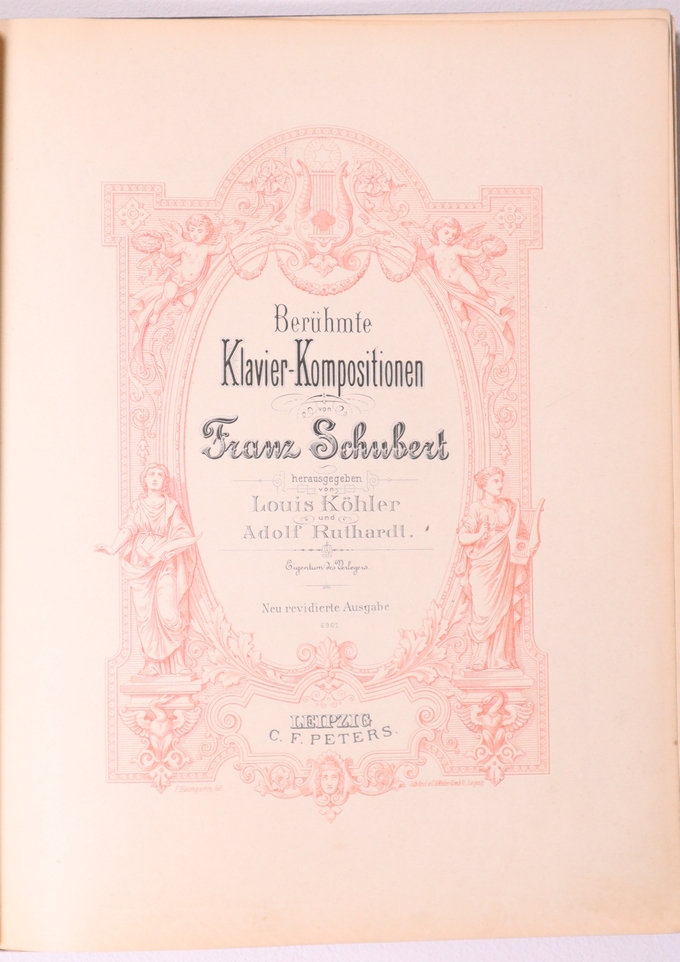 Berühmte
Klavier-Kompositionen
von
Franz Schubert
herausgegeben
von
Louis Köhler
und
Adolf Ruthardt.
Eigentum des Verlegers.
Neu revidierte Ausgabe
LEIPZIG
C. F. PETERS.